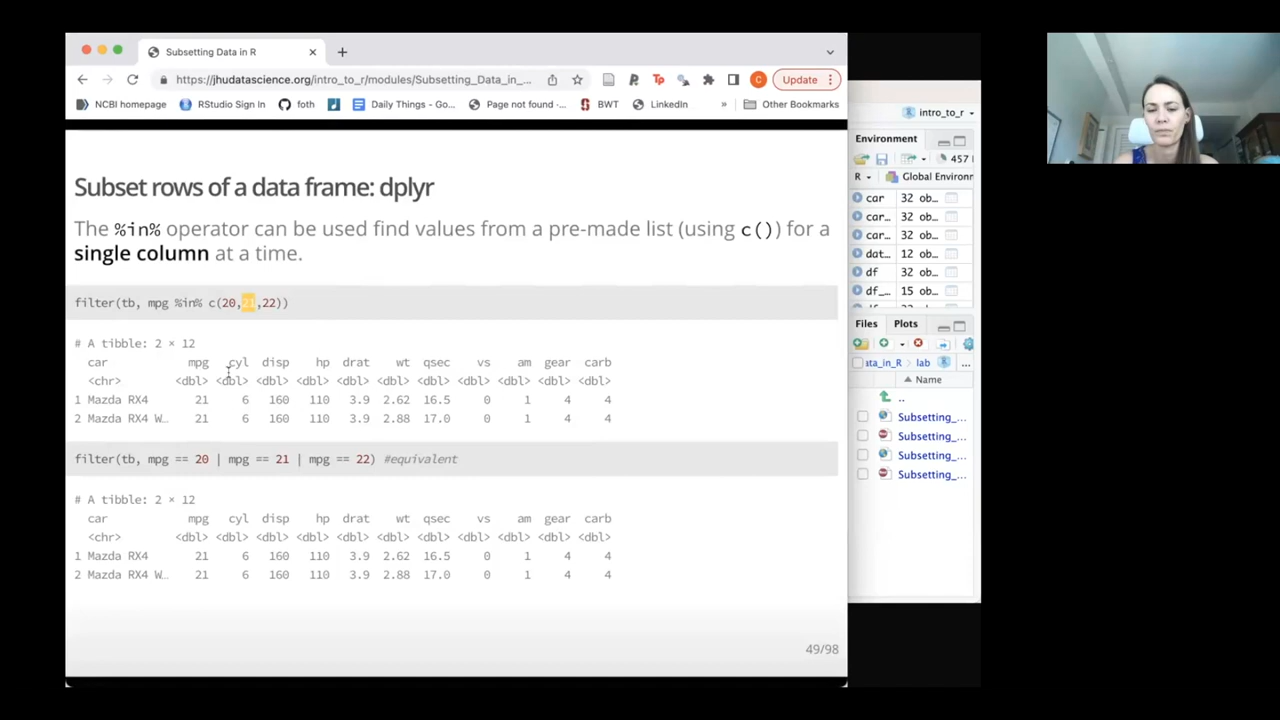 Subsetting Data in R
https://jhudatascience.org/intro_to_r/modules/Subsetting_Data_in_...
Update
NCBI homepage
RStudio Sign In
foth
Daily Things - Go...
Page not found -...
BWT
LinkedIn
»
Other Bookmarks
Subset rows of a data frame: dplyr
The %in% operator can be used find values from a pre-made list (using c()) for a
single column at a time.
filter(tb, mpg %in% c(20,21,22))
# A tibble: 2 × 12
car mpg cyl disp hp drat wt qsec vs am gear carb
<chr> <dbl> <dbl> <dbl> <dbl> <dbl> <dbl> <dbl> <dbl> <dbl> <dbl> <dbl>
1 Mazda RX4 21 6 160 110 3.9 2.62 16.5 0 1 4 4
2 Mazda RX4 W… 21 6 160 110 3.9 2.88 17.0 0 1 4 4
filter(tb, mpg == 20 | mpg == 21 | mpg == 22) #equivalent
# A tibble: 2 × 12
car mpg cyl disp hp drat wt qsec vs am gear carb
<chr> <dbl> <dbl> <dbl> <dbl> <dbl> <dbl> <dbl> <dbl> <dbl> <dbl> <dbl>
1 Mazda RX4 21 6 160 110 3.9 2.62 16.5 0 1 4 4
2 Mazda RX4 W… 21 6 160 110 3.9 2.88 17.0 0 1 4 4
49/98
intro_to_r
Environment
457
R
Global Environm
car 32 ob...
car... 32 ob...
car... 32 ob...
dat... 12 ob...
df 32 ob...
df_... 15 ob...
Files Plots
ata_in_R lab ...
Name
..
Subsetting_...
Subsetting_...
Subsetting_...
Subsetting_...